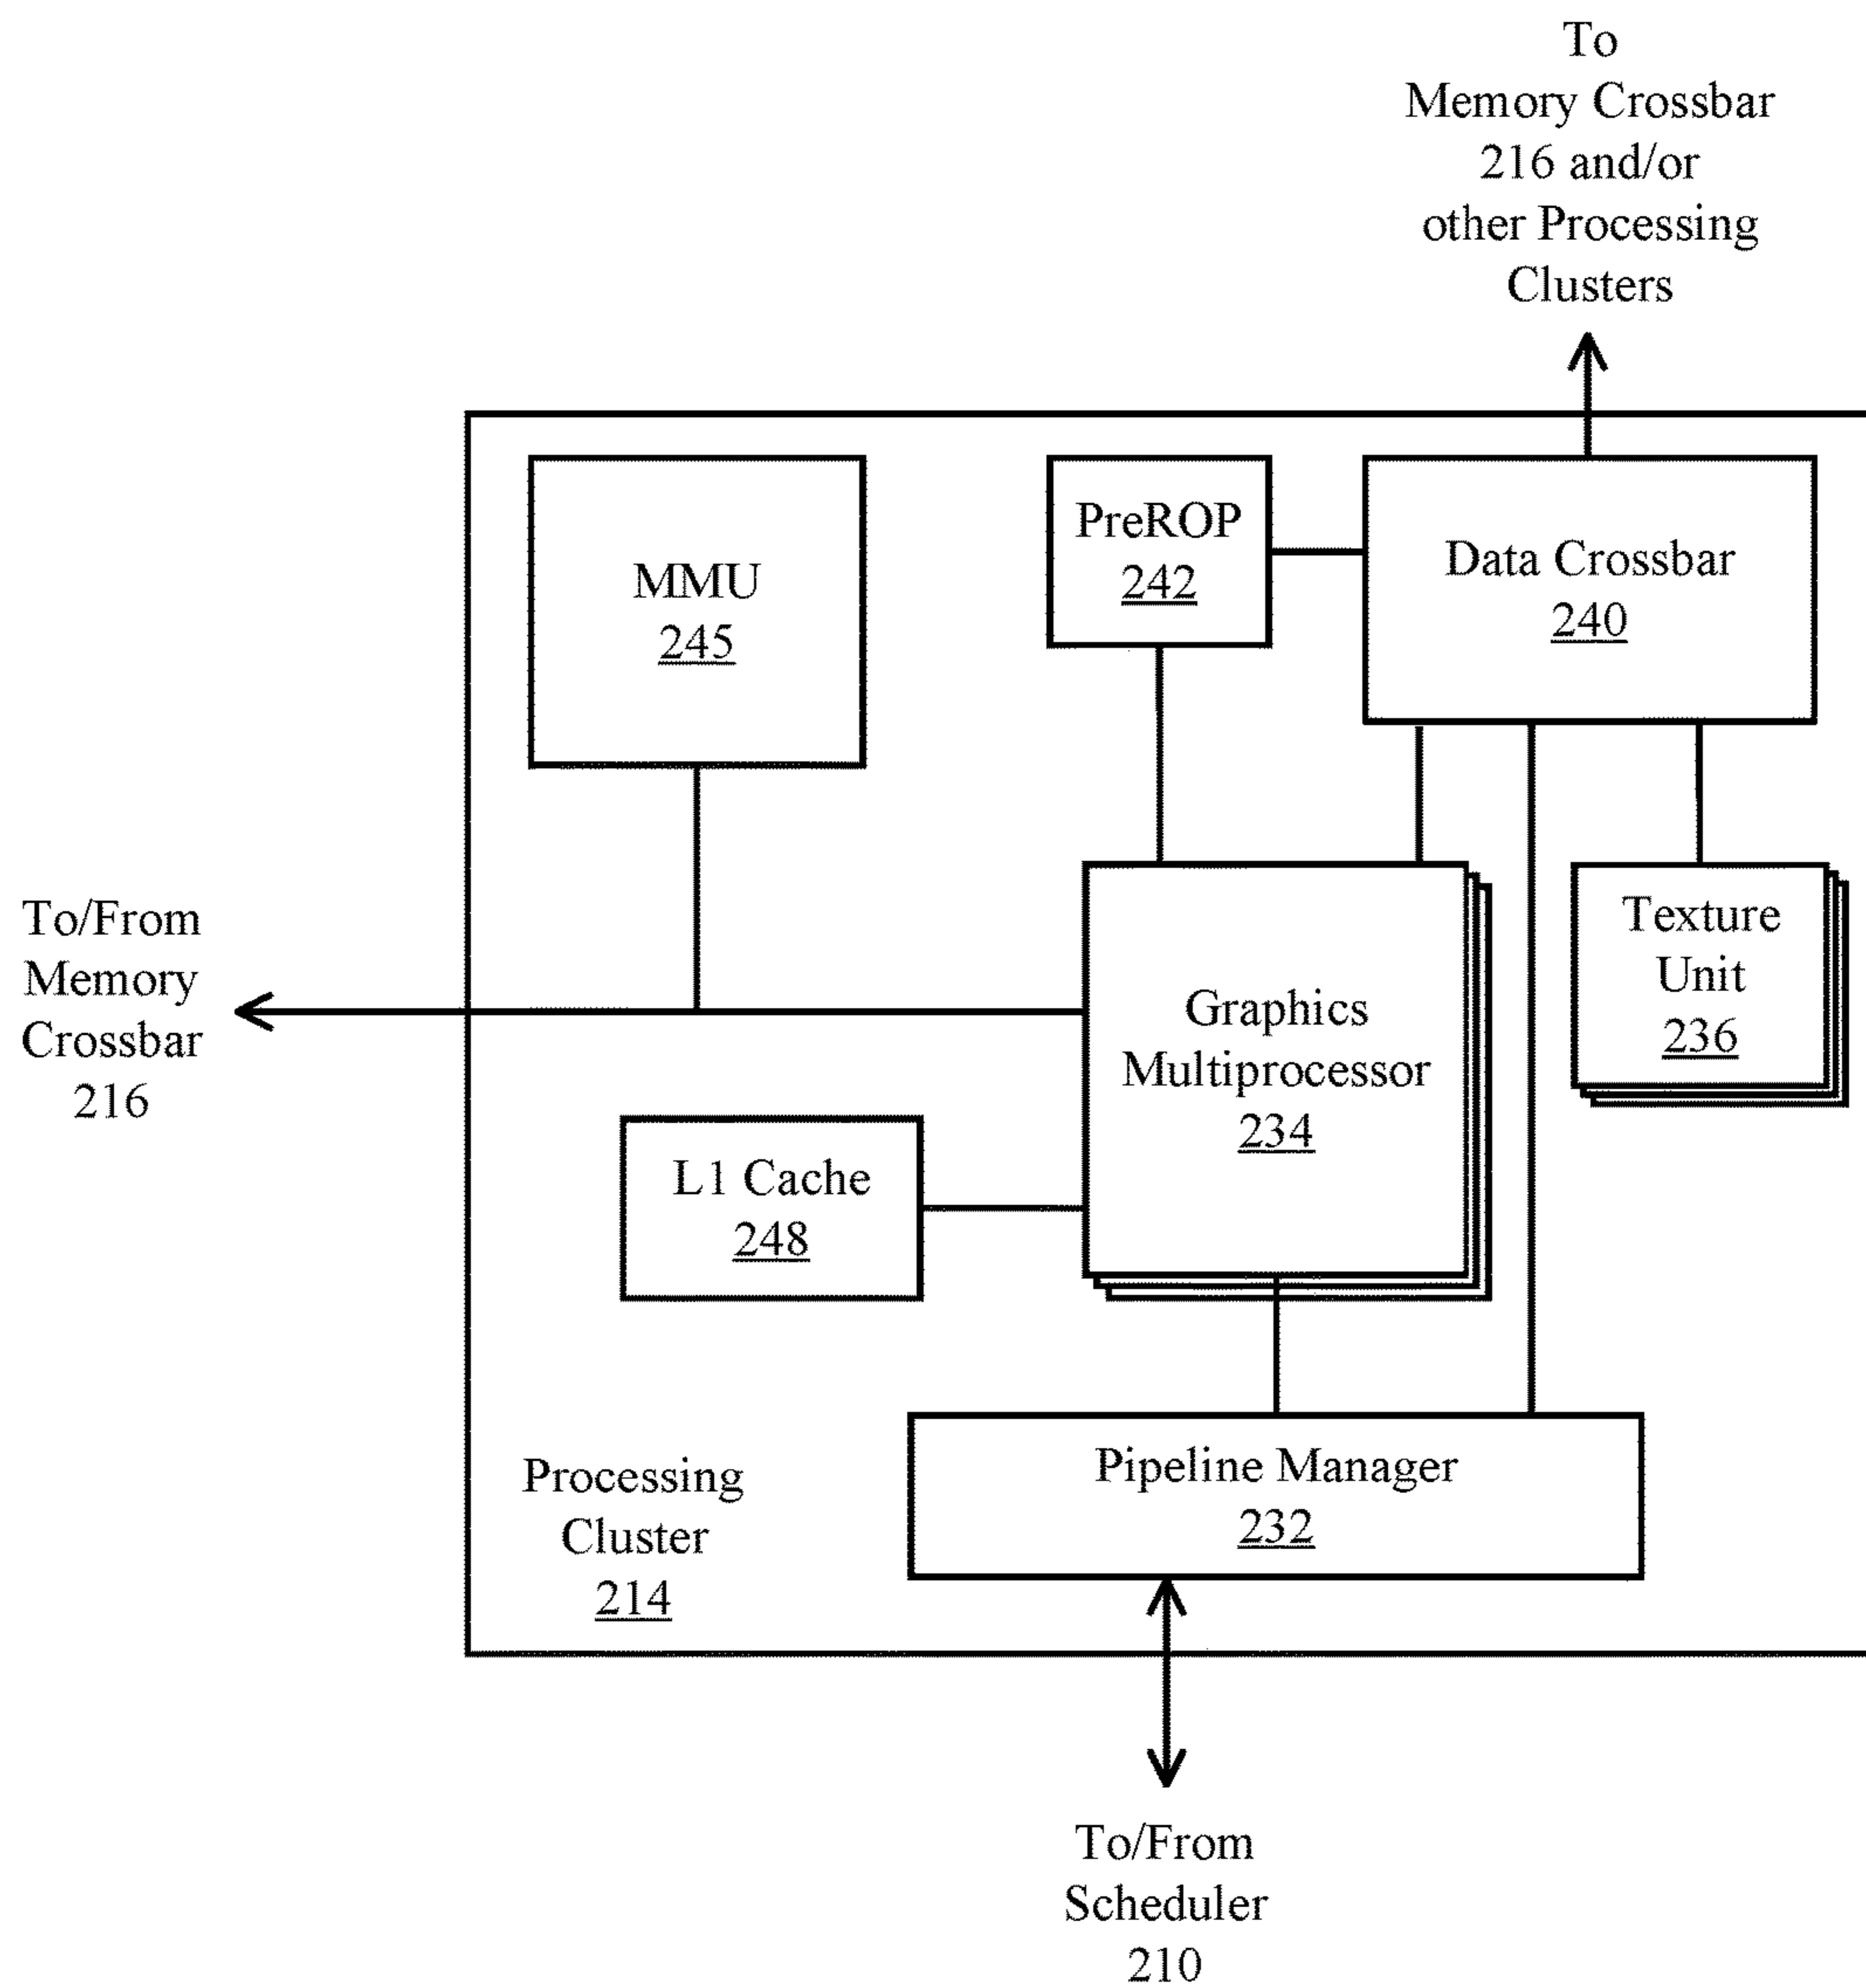 To
Memory Crossbar
216 and/or
other Processing
Clusters
MMU
245
PreROP
242
Data Crossbar
240
To/From
Memory
Crossbar
216
Graphics
Multiprocessor
234
Texture
Unit
236
L1 Cache
248
Processing
Cluster
214
Pipeline Manager
232
To/From
Scheduler
210